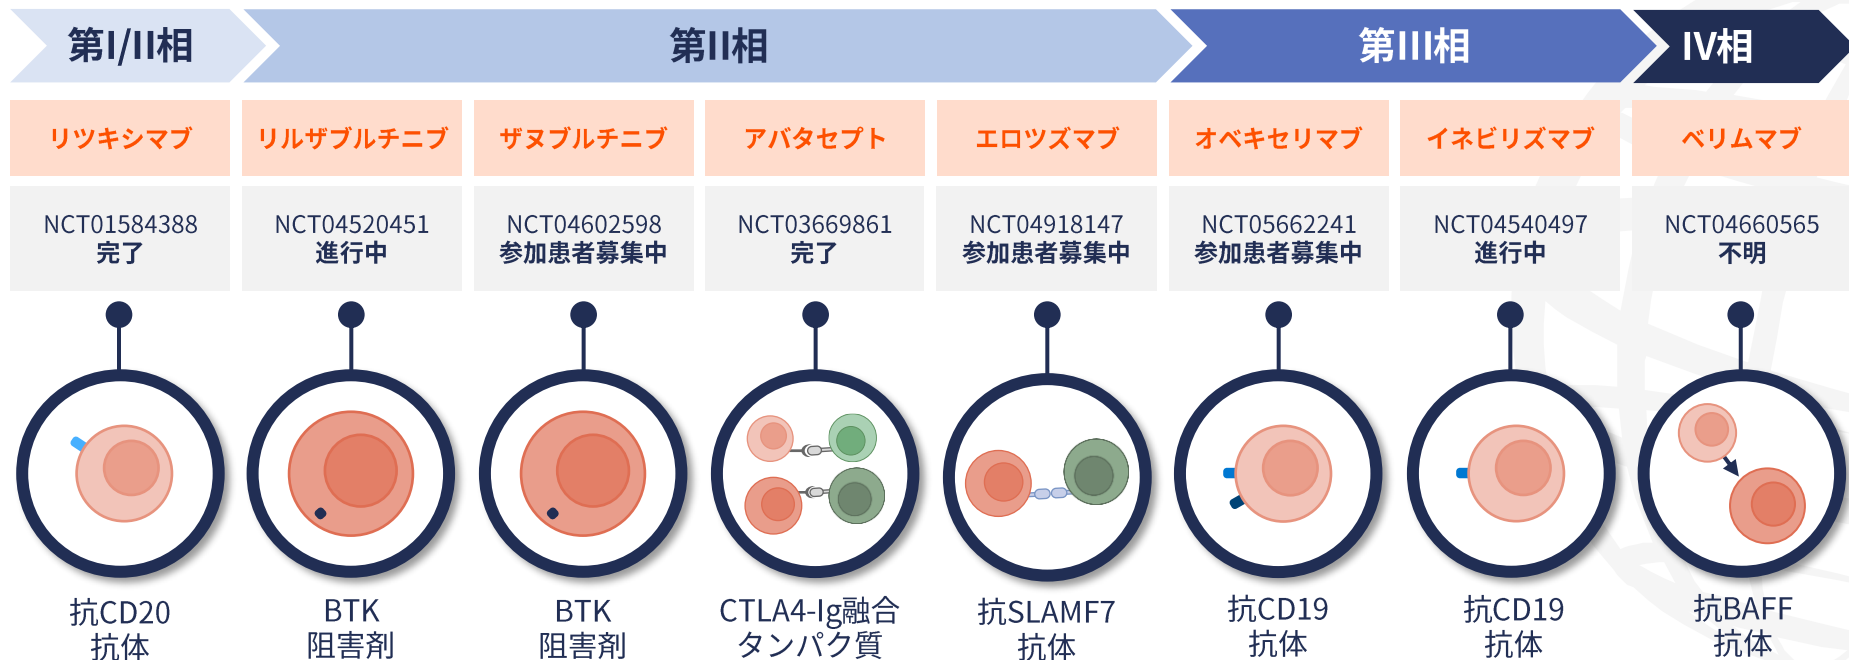 第I/II相
第II相
第III相
IV相
リツキシマブ
リルザブルチニブ
ザヌブルチニブ
アバタセプト
エロツズマブ
オベキセリマブ
イネビリズマブ
ベリムマブ
NCT01584388
完了
NCT04520451
進行中
NCT04602598
参加患者募集中
NCT03669861
完了
NCT04918147
参加患者募集中
NCT05662241
参加患者募集中
NCT04540497
進行中
NCT04660565
不明
抗CD20
抗体
BTK
阻害剤
BTK
阻害剤
CTLA4-Ig融合
タンパク質
抗SLAMF7
抗体
抗CD19
抗体
抗CD19
抗体
抗BAFF
抗体